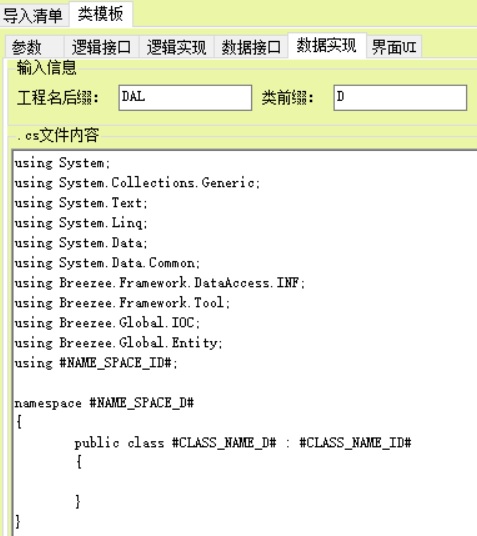 导入清单 类模板
参数 逻辑接口 逻辑实现 数据接口 数据实现 界面UI
输入信息
工程名后缀： DAL 类前缀： D
.cs文件内容
using System;
using System.Collections.Generic;
using System.Text;
using System.Linq;
using System.Data;
using System.Data.Common;
using Breezee.Framework.DataAccess.INF;
using Breezee.Framework.Tool;
using Breezee.Global.IOC;
using Breezee.Global.Entity;
using #NAME_SPACE_ID#;
namespace #NAME_SPACE_D#
{
public class #CLASS_NAME_D# : #CLASS_NAME_ID#
{
}
}